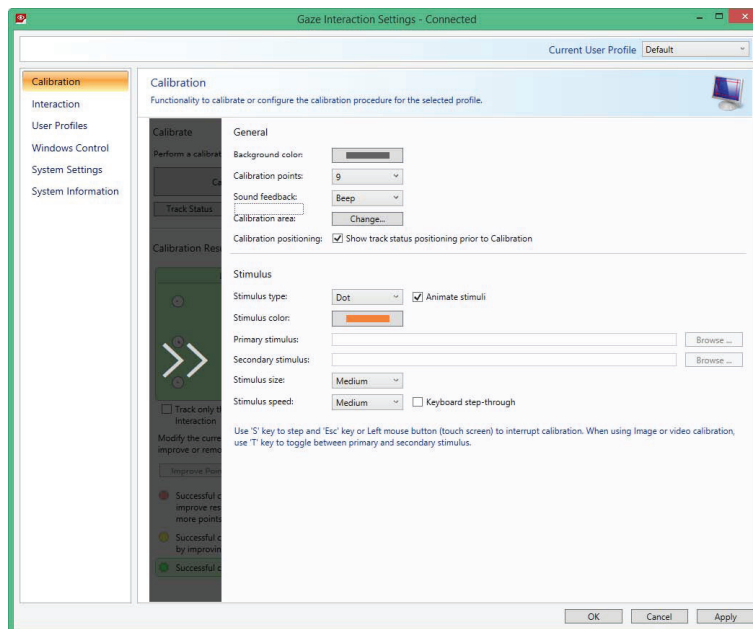 Gaze Interaction Settings - Connected
Current User Profile Default
Calibration
Interaction
User Profiles
Windows Control
System Settings
System Information
Calibration
Functionality to calibrate or configure the calibration procedure for the selected profile.
Calibrate
Perform a calibrat
Ca
Track Status
Calibration Res
Track only th
Interaction
Modify the curre
improve or remo
Improve Poin
Successful c
improve res
more points
Successful c
by improvin
Successful c
General
Background color:
Calibration points: 9
Sound feedback: Beep
Calibration area: Change...
Calibration positioning: Show track status positioning prior to Calibration
Stimulus
Stimulus type: Dot Animate stimuli
Stimulus color:
Primary stimulus: Browse ...
Secondary stimulus: Browse ...
Stimulus size: Medium
Stimulus speed: Medium Keyboard step-through
Use 'S' key to step and 'Esc' key or Left mouse button (touch screen) to interrupt calibration. When using Image or video calibration,
use 'T' key to toggle between primary and secondary stimulus.
OK Cancel Apply